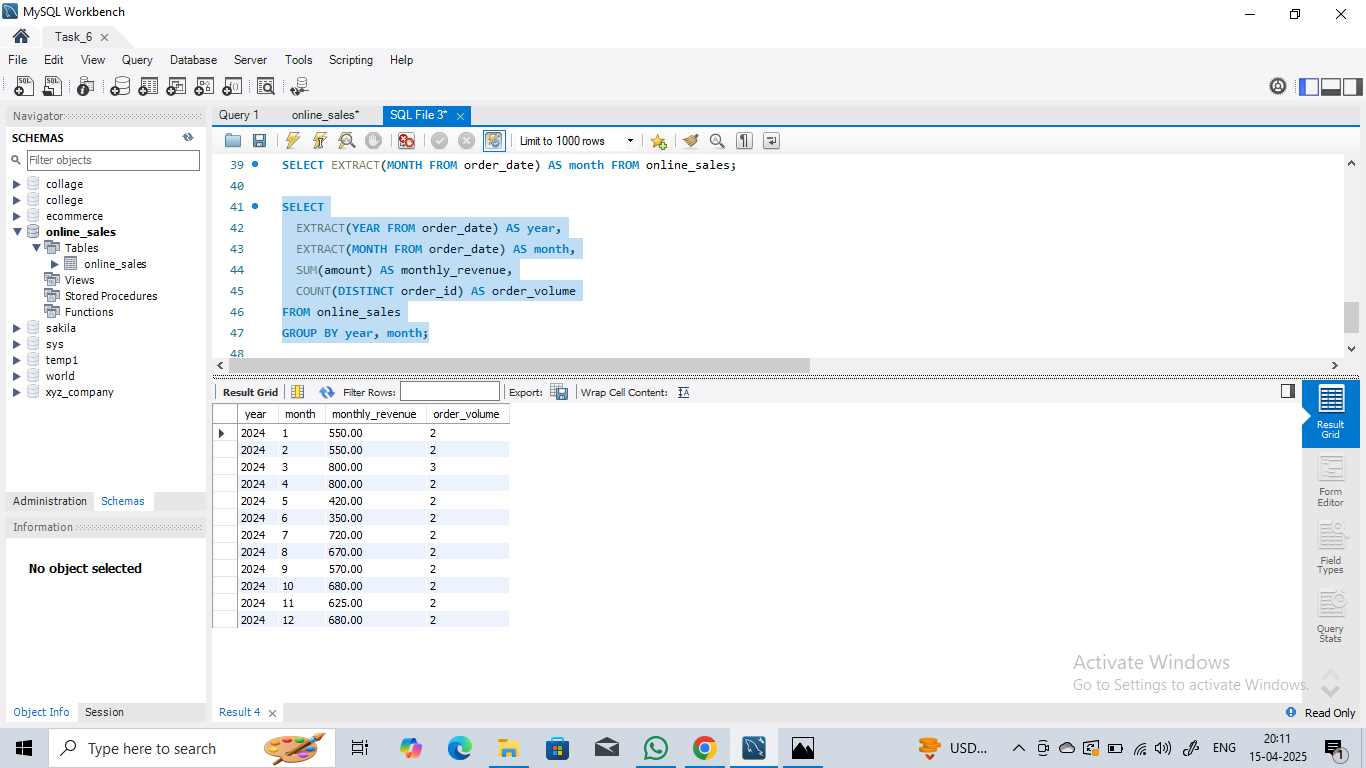 MySQL Workbench
Task_6
File Edit View Query Database Server Tools Scripting Help
Navigator
SCHEMAS
Filter objects
collage
college
ecommerce
online_sales
Tables
online_sales
Views
Stored Procedures
Functions
sakila
sys
temp1
world
xyz_company
Administration Schemas
Information
No object selected
Object Info Session
Query 1 online_sales* SQL File 3*
Limit to 1000 rows
39 SELECT EXTRACT(MONTH FROM order_date) AS month FROM online_sales;
40
41 SELECT
42 EXTRACT(YEAR FROM order_date) AS year,
43 EXTRACT(MONTH FROM order_date) AS month,
44 SUM(amount) AS monthly_revenue,
45 COUNT(DISTINCT order_id) AS order_volume
46 FROM online_sales
47 GROUP BY year, month;
48
Result Grid Filter Rows: Export: Wrap Cell Content:
year month monthly_revenue order_volume
2024 1 550.00 2
2024 2 550.00 2
2024 3 800.00 3
2024 4 800.00 2
2024 5 420.00 2
2024 6 350.00 2
2024 7 720.00 2
2024 8 670.00 2
2024 9 570.00 2
2024 10 680.00 2
2024 11 625.00 2
2024 12 680.00 2
Result
Grid
Form
Editor
Field
Types
Query
Stats
Activate Windows
Go to Settings to activate Windows.
Result 4
Read Only
Type here to search
USD...
ENG
20:11
15-04-2025
1